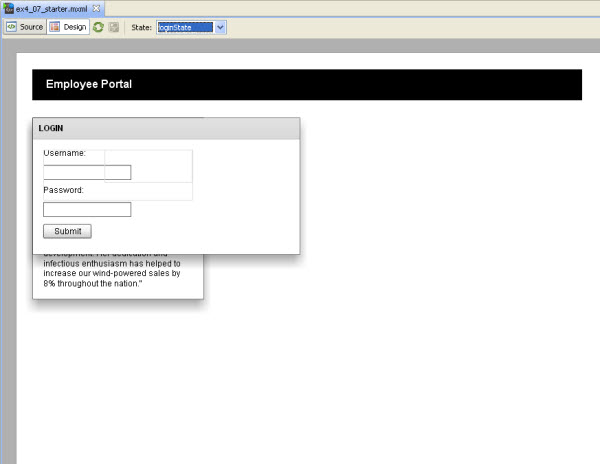 ex4_07_starter.mxml
Source Design State: loginState
Employee Portal
LOGIN
Username:
Password:
Submit
development. Her dedication and
infectious enthusiasm has helped to
increase our wind-powered sales by
8% throughout the nation."